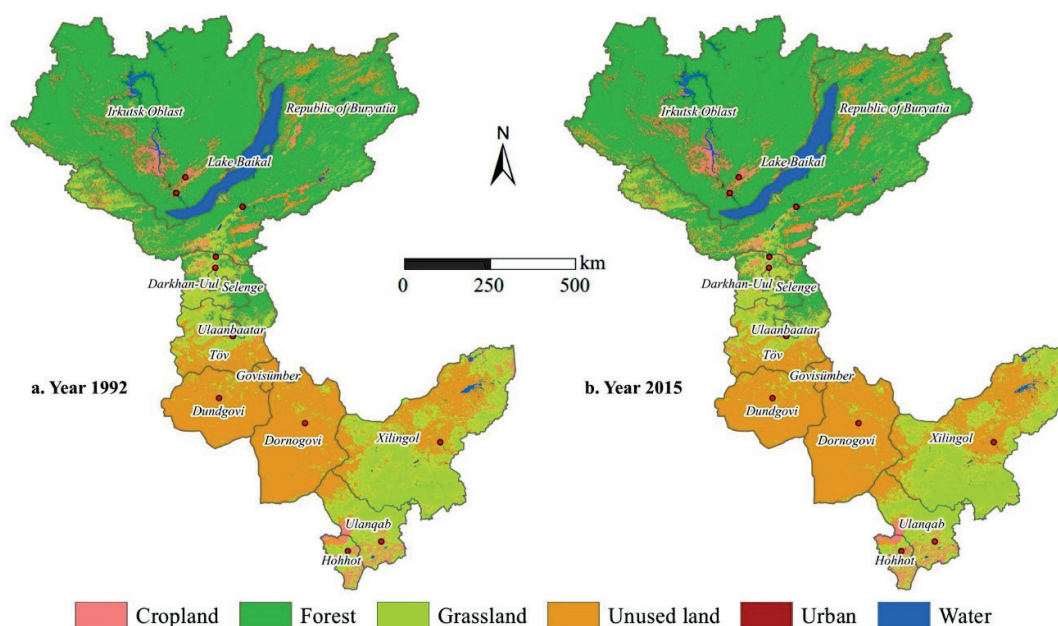 Irkutsk Oblast
Republic of Buryatia
Lake Baikal
N
km
0 250 500
Darkhan-Uul
Selenge
Ulaanbaatar
Töv
Govisümber
a. Year 1992
Dundgovi
Dornogovi
Xilingol
Ulanqab
Hohhot
Irkutsk Oblast
Republic of Buryatia
Lake Baikal
Darkhan-Uul
Selenge
Ulaanbaatar
Töv
Govisümber
b. Year 2015
Dundgovi
Dornogovi
Xilingol
Ulanqab
Hohhot
Cropland Forest Grassland Unused land Urban Water